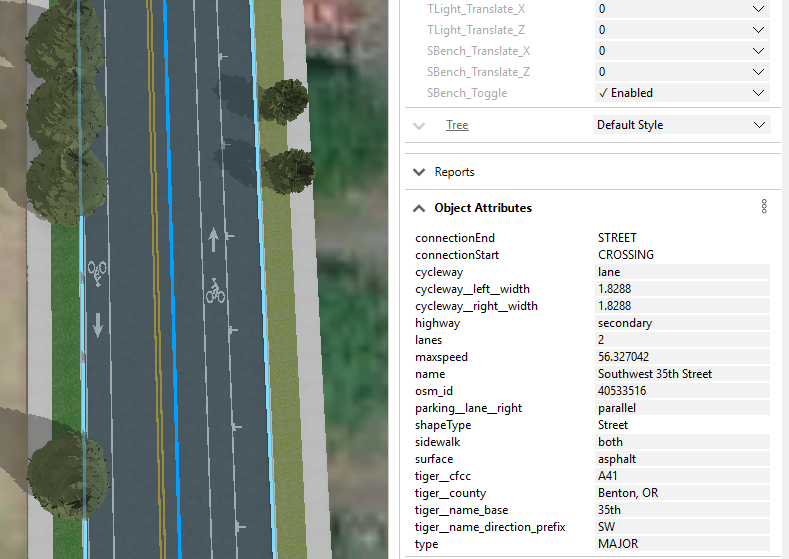 TLight_Translate_X 0
TLight_Translate_Z 0
SBench_Translate_X 0
SBench_Translate_Z 0
SBench_Toggle ✓ Enabled
Tree Default Style
Reports
Object Attributes
connectionEnd STREET
connectionStart CROSSING
cycleway lane
cycleway__left__width 1.8288
cycleway__right__width 1.8288
highway secondary
lanes 2
maxspeed 56.327042
name Southwest 35th Street
osm_id 40533516
parking__lane__right parallel
shapeType Street
sidewalk both
surface asphalt
tiger__cfcc A41
tiger__county Benton, OR
tiger__name_base 35th
tiger__name_direction_prefix SW
type MAJOR